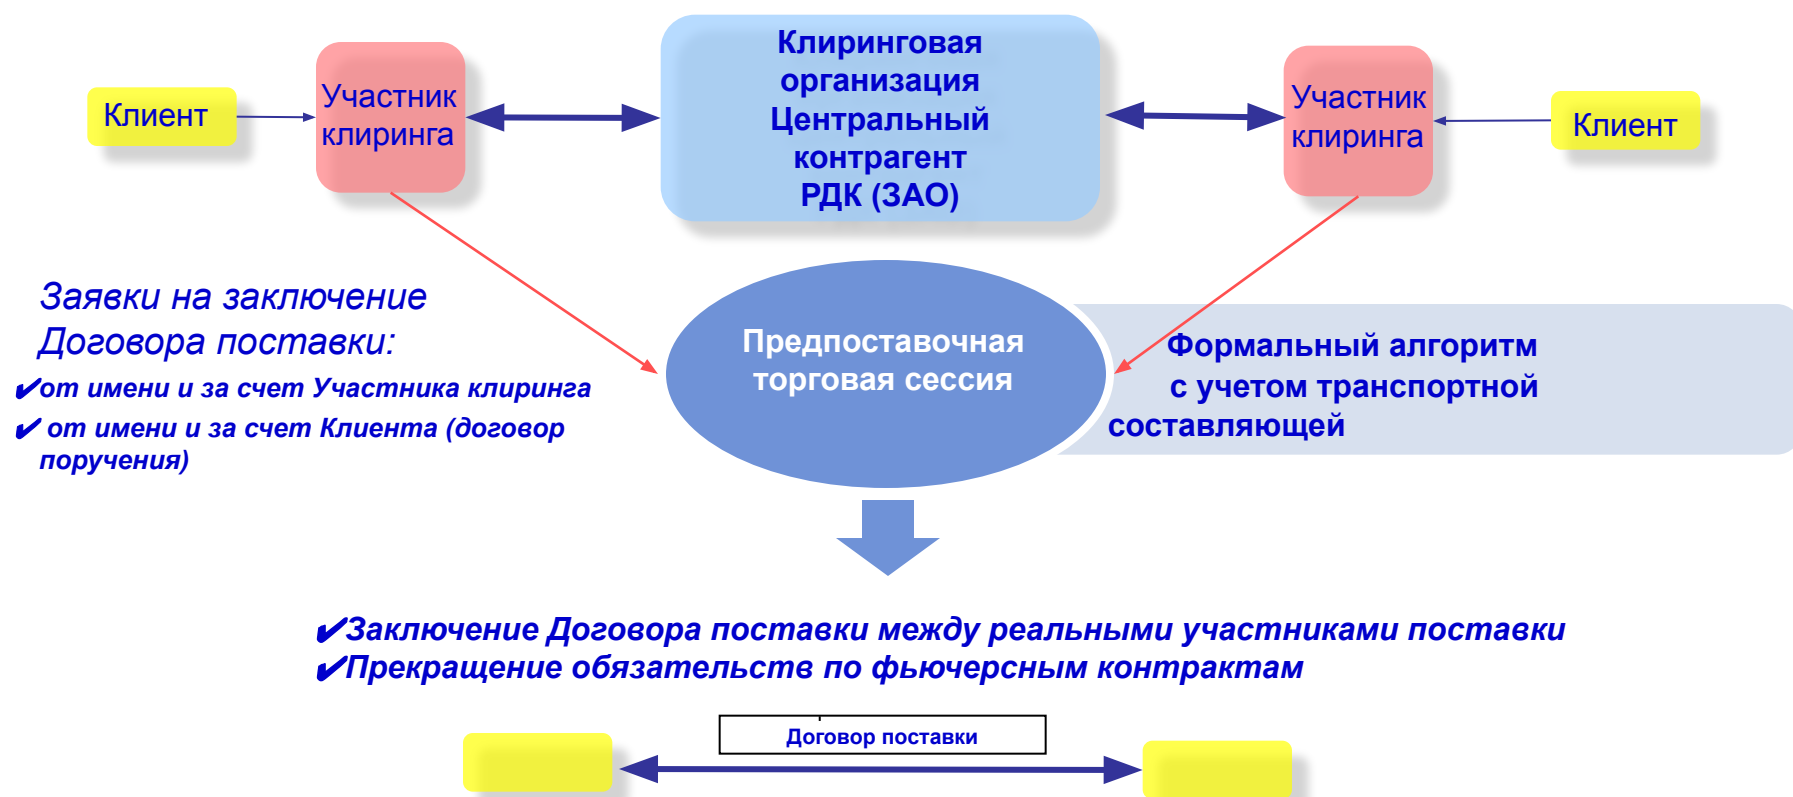 Клиент
Участник
клиринга
Клиринговая
организация
Центральный
контрагент
РДК (ЗАО)
Участник
клиринга
Клиент
Заявки на заключение
Договора поставки:
✔от имени и за счет Участника клиринга
✔ от имени и за счет Клиента (договор
поручения)
Предпоставочная
торговая сессия
Формальный алгоритм
с учетом транспортной
составляющей
✔Заключение Договора поставки между реальными участниками поставки
✔Прекращение обязательств по фьючерсным контрактам
Договор поставки